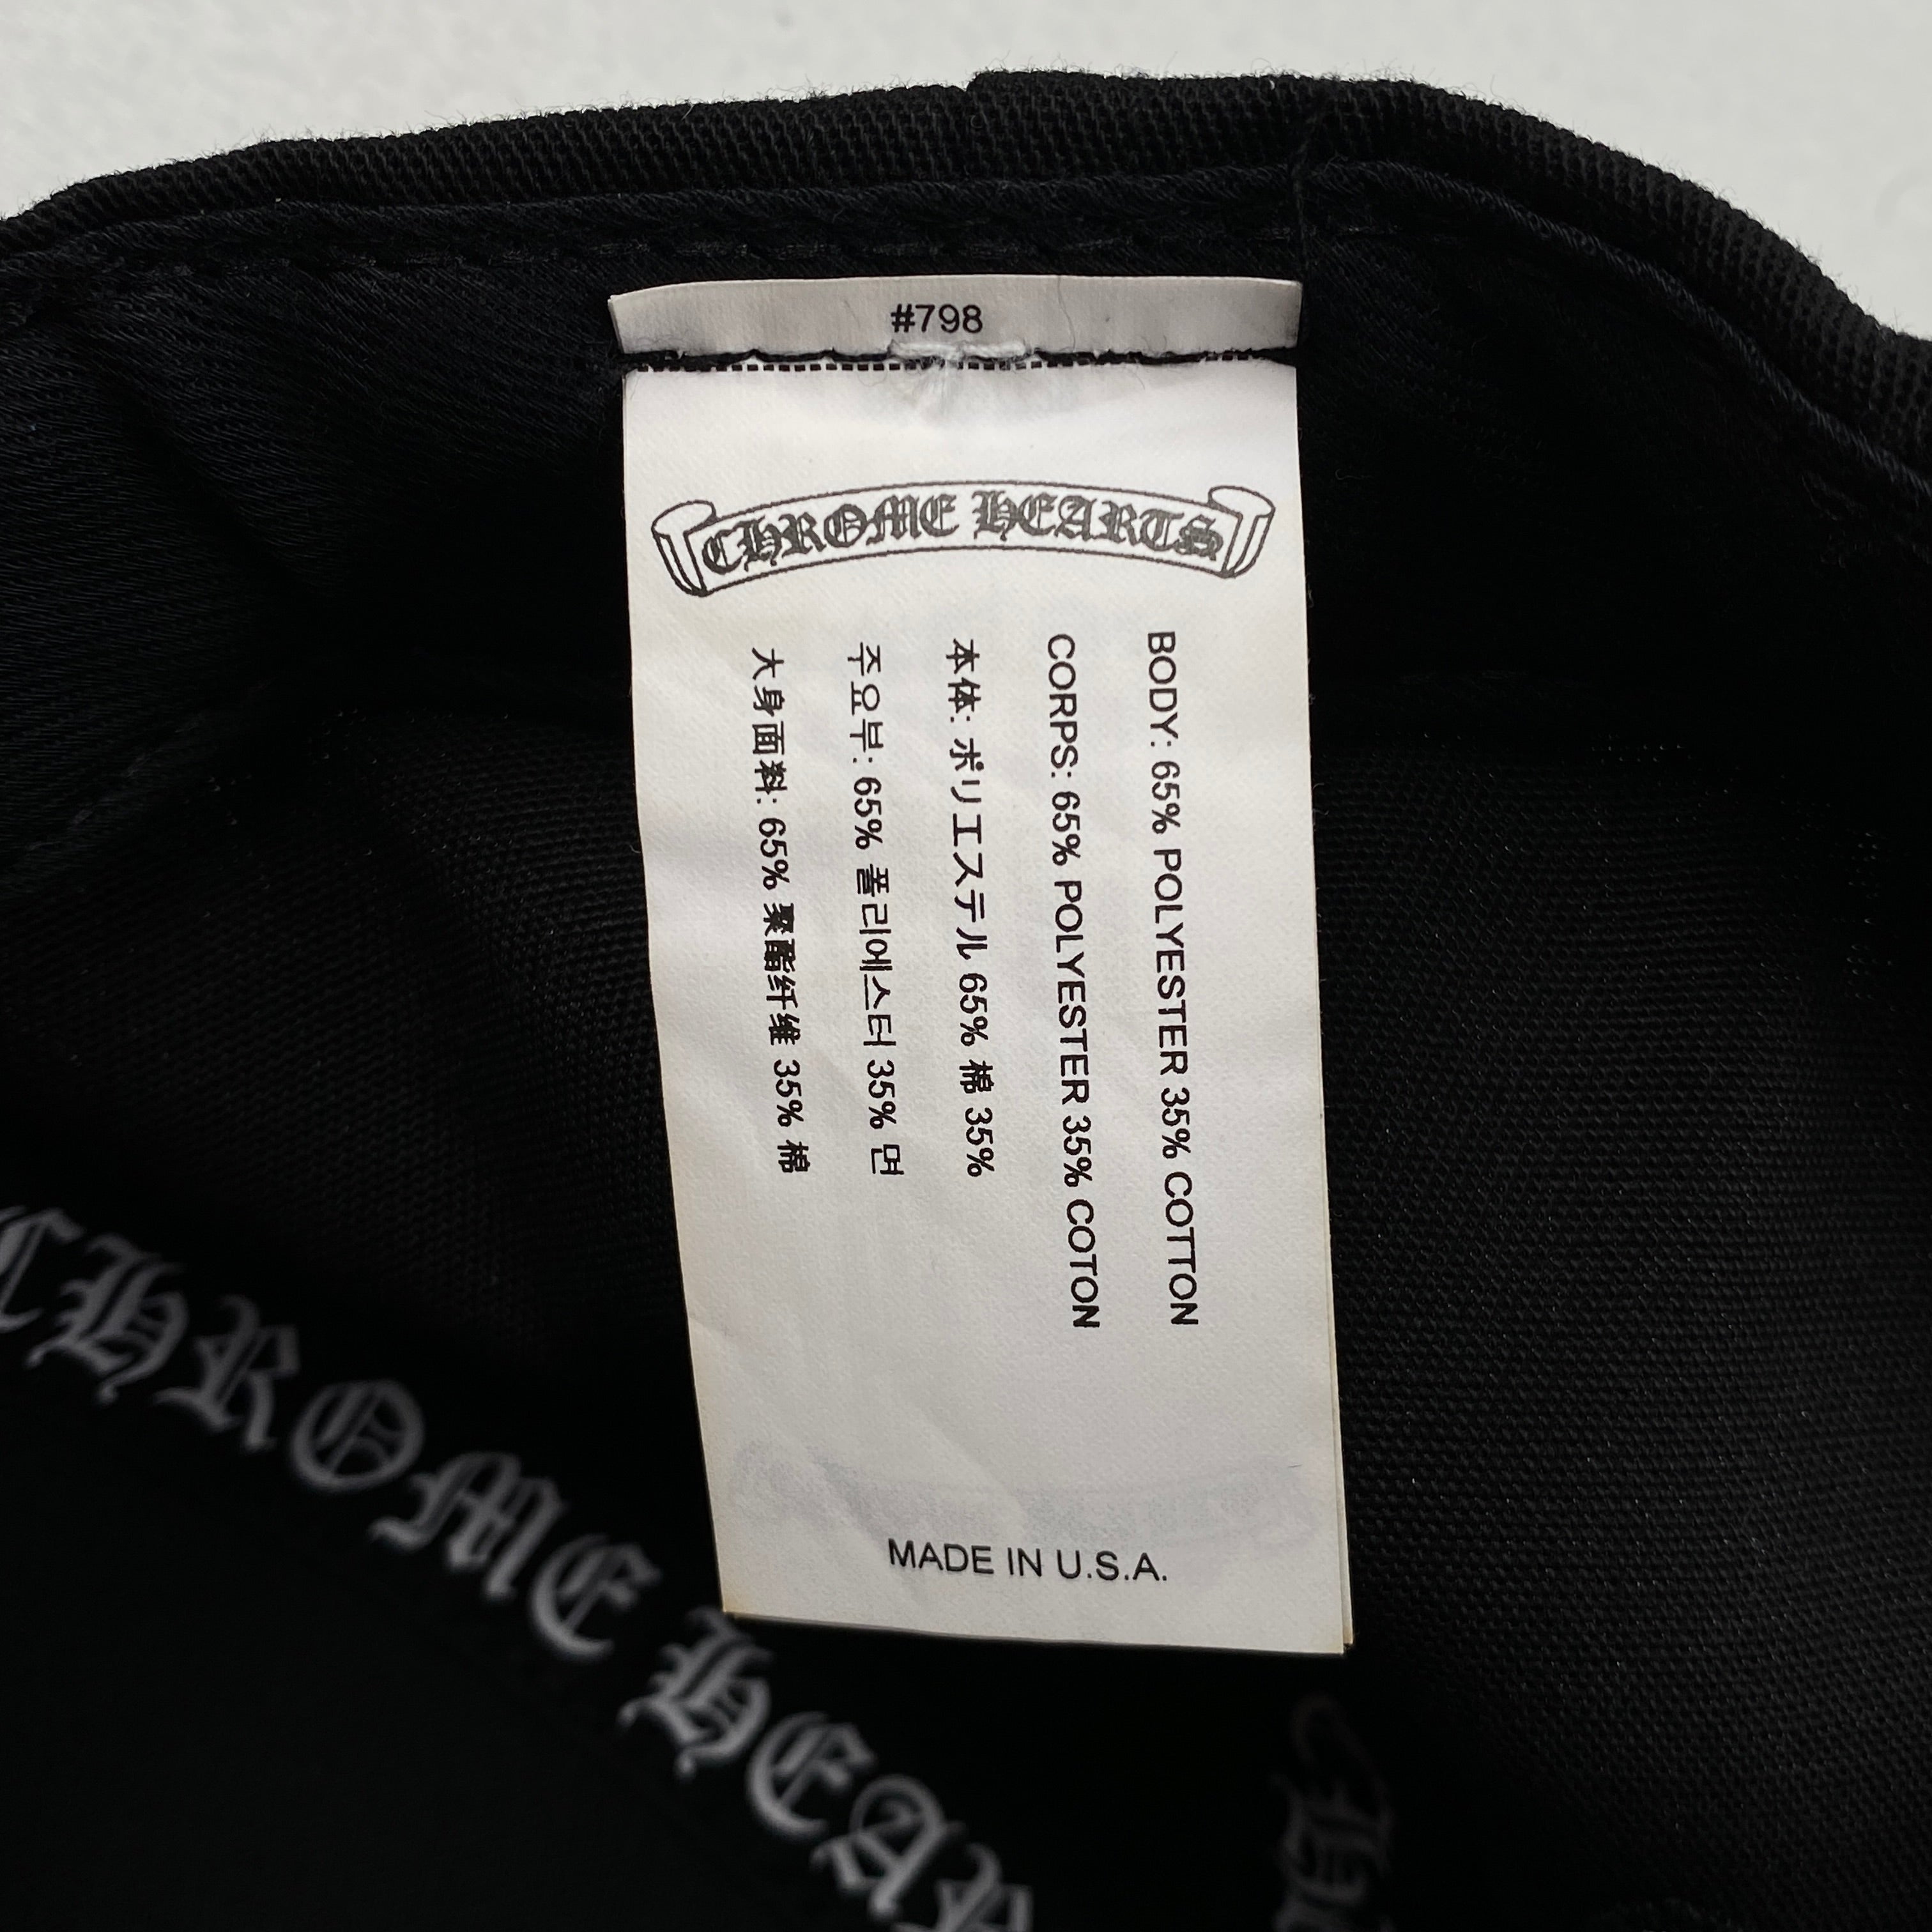 #798
CHROME HEARTS
BODY: 65% POLYESTER 35% COTTON
CORPS: 65% POLYESTER 35% COTON
本体: ポリエステル 65% 棉 35%
주요부: 65% 폴리에스터 35% 면
大身面料: 65% 聚酯纤维 35% 棉
MADE IN U.S.A.
CHROME HEAR